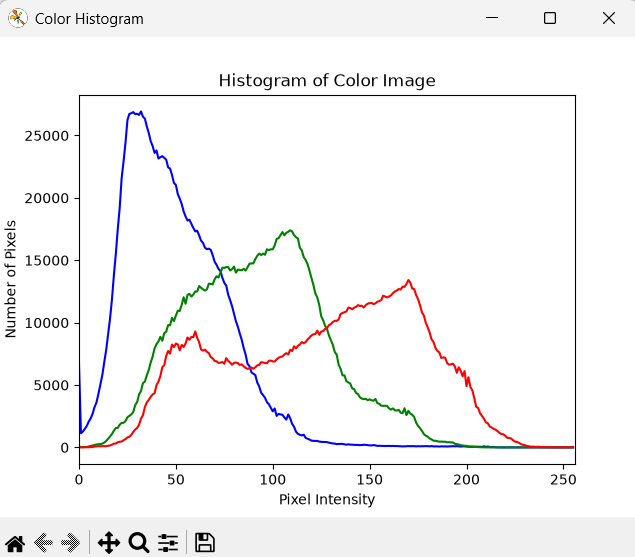 Color Histogram
Histogram of Color Image
25000
20000
15000
10000
5000
0
Number of Pixels
0 50 100 150 200 250
Pixel Intensity